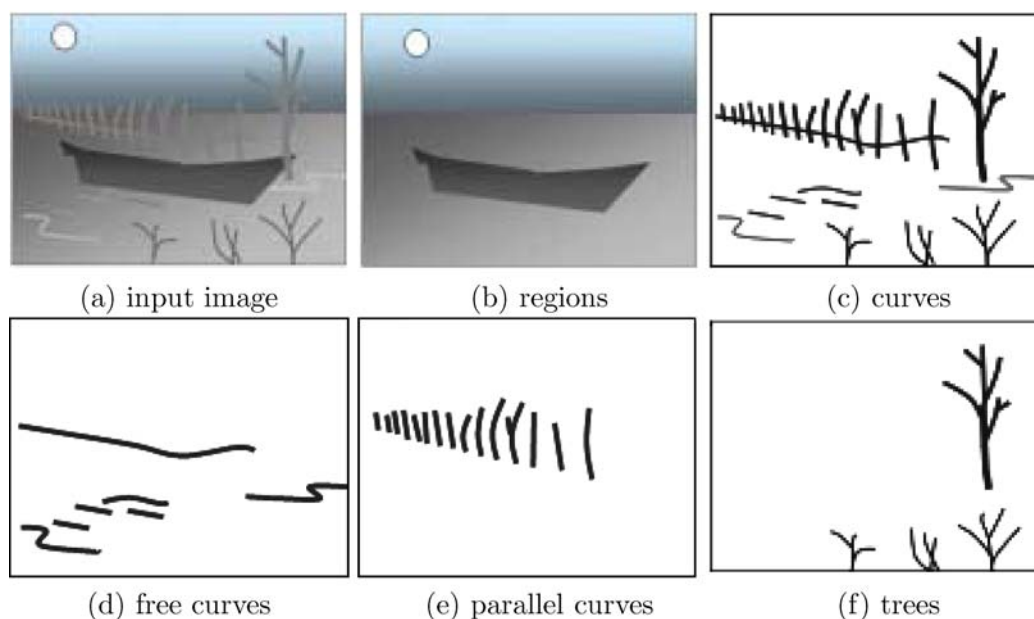 (a) input image
(b) regions
(c) curves
(d) free curves
(e) parallel curves
(f) trees